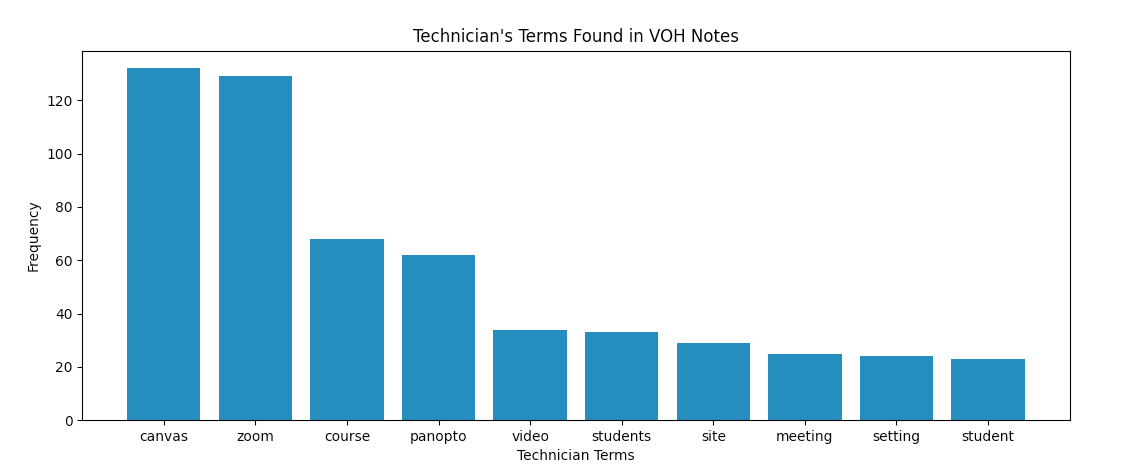 Technician's Terms Found in VOH Notes
Frequency
120
100
80
60
40
20
0
canvas zoom course panopto video students site meeting setting student
Technician Terms